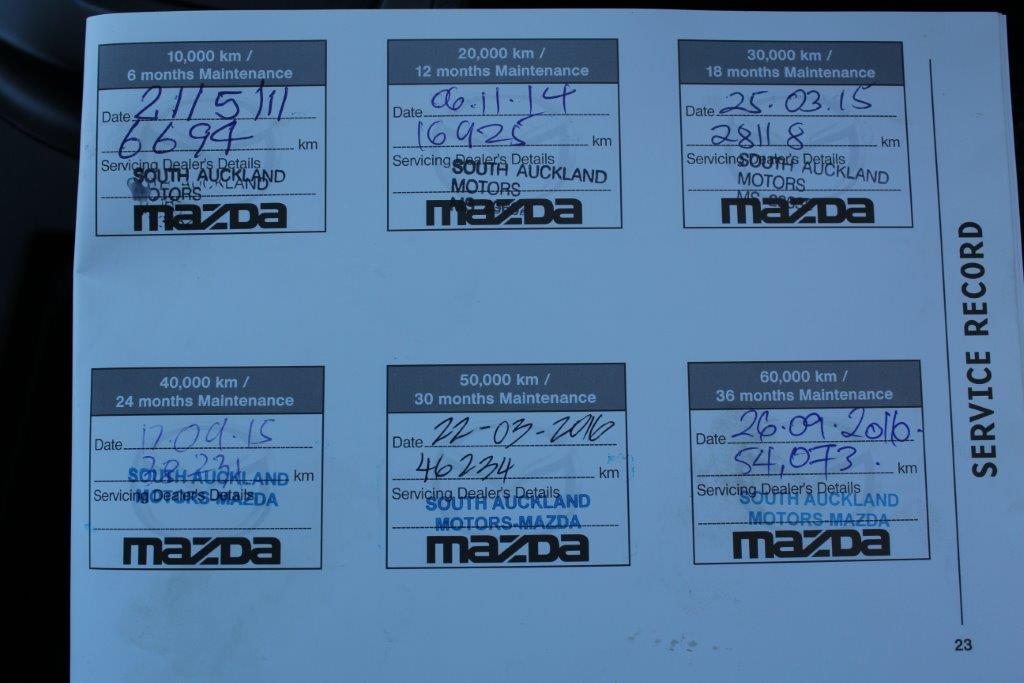 10,000 km /
6 months Maintenance
Date 21/5/11
6694 km
Servicing Dealer's Details
SOUTH AUCKLAND
MOTORS
mazda
20,000 km /
12 months Maintenance
Date 06.11.14
16925 km
Servicing Dealer's Details
SOUTH AUCKLAND
MOTORS
mazda
30,000 km /
18 months Maintenance
Date 25.03.15
28118 km
Servicing Dealer's Details
SOUTH AUCKLAND
MOTORS
mazda
40,000 km /
24 months Maintenance
Date 17.09.15
km
SOUTH AUCKLAND
Servicing Dealer's Details
MOTORS-MAZDA
mazda
50,000 km /
30 months Maintenance
Date 22-03-2016
46234 km
Servicing Dealer's Details
SOUTH AUCKLAND
MOTORS-MAZDA
mazda
60,000 km /
36 months Maintenance
Date 26.09.2016.
54,073. km
Servicing Dealer's Details
SOUTH AUCKLAND
MOTORS-MAZDA
mazda
SERVICE RECORD
23